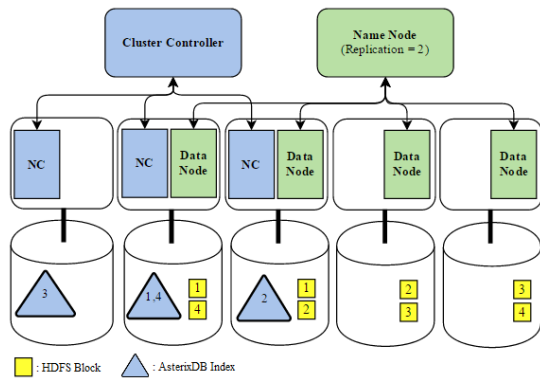 Cluster Controller
Name Node
(Replication = 2)
NC
NC
Data
Node
NC
Data
Node
Data
Node
Data
Node
3
1,4
1
4
2
1
2
2
3
3
4
: HDFS Block
: AsterixDB Index